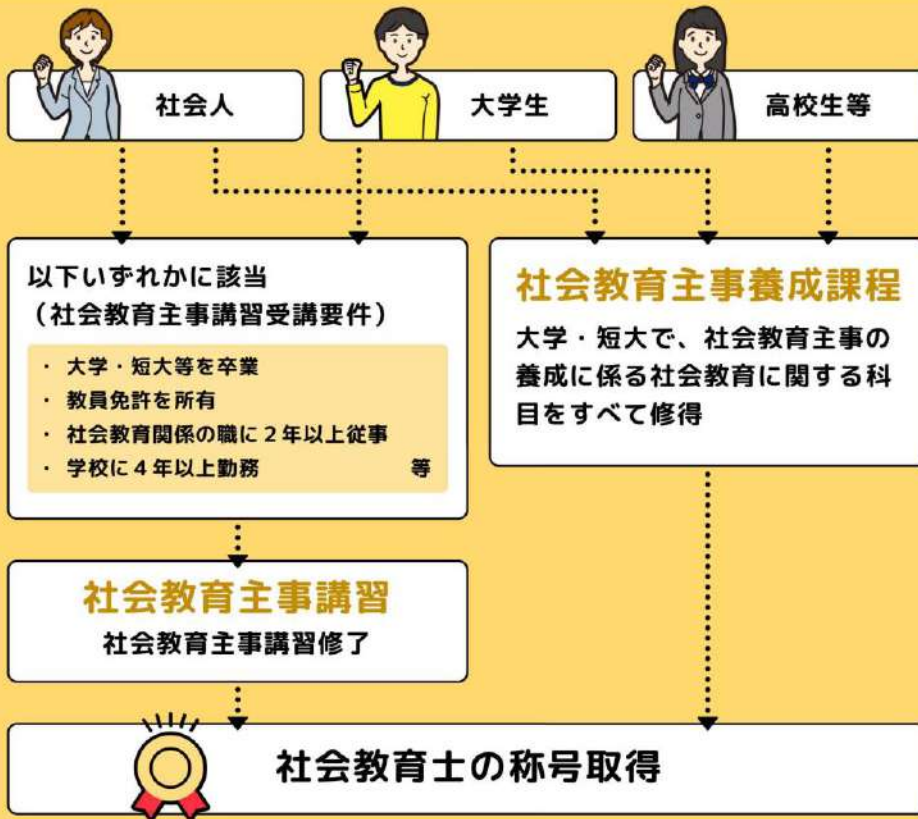 社会人
大学生
高校生等
以下いずれかに該当
（社会教育主事講習受講要件）
・ 大学・短大等を卒業
・ 教員免許を所有
・ 社会教育関係の職に２年以上従事
・ 学校に４年以上勤務 等
社会教育主事養成課程
大学・短大で、社会教育主事の
養成に係る社会教育に関する科
目をすべて修得
社会教育主事講習
社会教育主事講習修了
社会教育士の称号取得